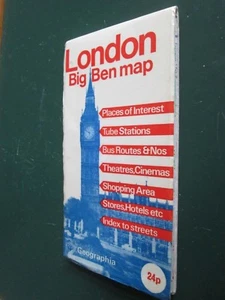 London
Big Ben map
Places of Interest
Tube Stations
Bus Routes & Nos
Theatres,Cinemas
Shopping Area
Stores,Hotels etc
Index to streets
Geographia
24p